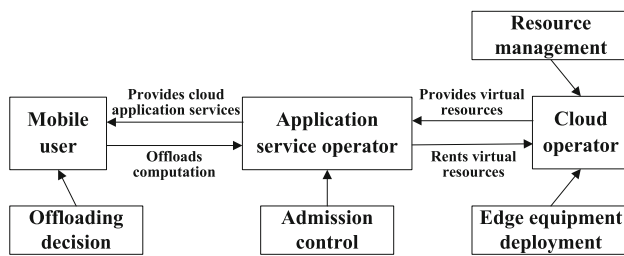 Resource
management
Provides cloud
application services
Provides virtual
resources
Mobile
user
Application
service operator
Cloud
operator
Offloads
computation
Rents virtual
resources
Offloading
decision
Admission
control
Edge equipment
deployment